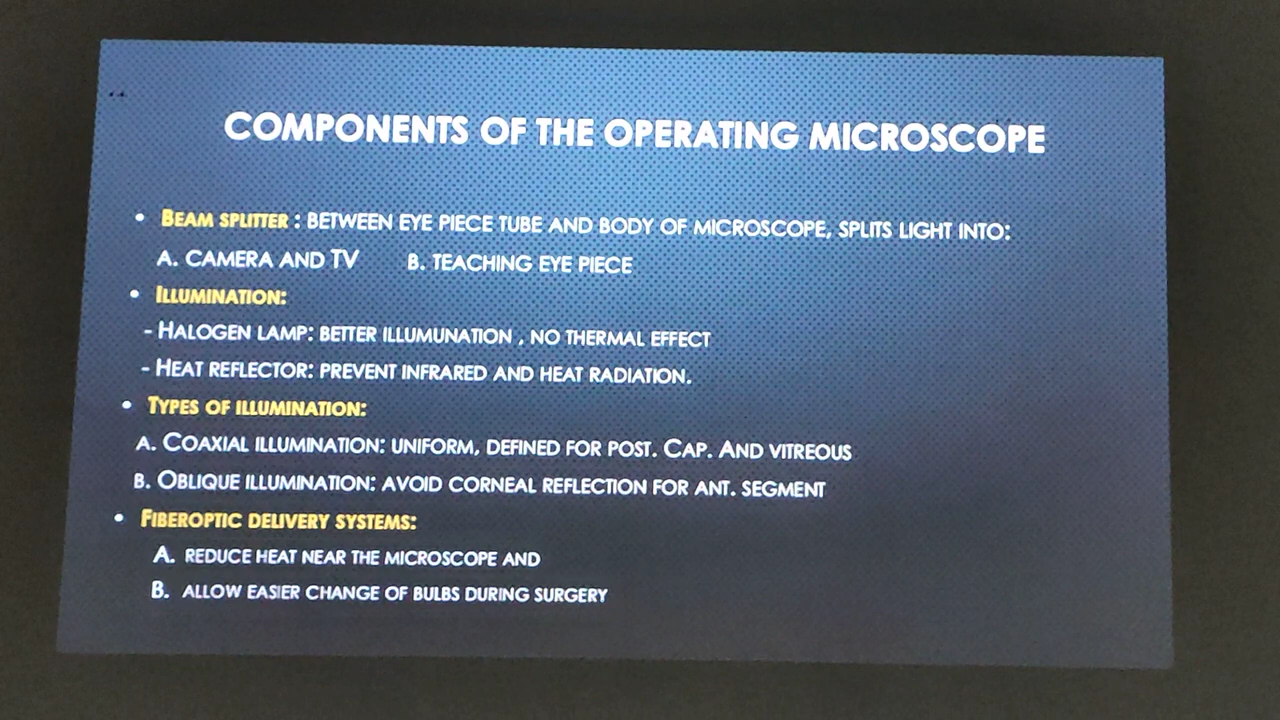 COMPONENTS OF THE OPERATING MICROSCOPE
• BEAM SPLITTER : BETWEEN EYE PIECE TUBE AND BODY OF MICROSCOPE, SPLITS LIGHT INTO:
A. CAMERA AND TV B. TEACHING EYE PIECE
• ILLUMINATION:
- HALOGEN LAMP: BETTER ILLUMUNATION , NO THERMAL EFFECT
- HEAT REFLECTOR: PREVENT INFRARED AND HEAT RADIATION.
• TYPES OF ILLUMINATION:
A. COAXIAL ILLUMINATION: UNIFORM, DEFINED FOR POST. CAP. AND VITREOUS
B. OBLIQUE ILLUMINATION: AVOID CORNEAL REFLECTION FOR ANT. SEGMENT
• FIBEROPTIC DELIVERY SYSTEMS:
A. REDUCE HEAT NEAR THE MICROSCOPE AND
B. ALLOW EASIER CHANGE OF BULBS DURING SURGERY